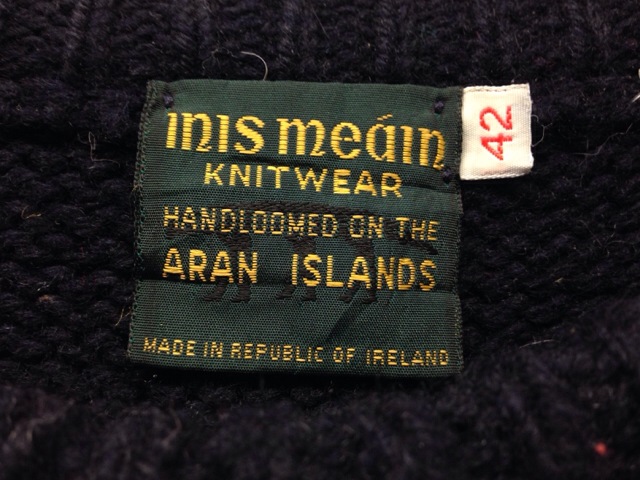 INIS meáin
KNITWEAR
HANDLOOMED ON THE
ARAN ISLANDS
MADE IN REPUBLIC OF IRELAND
42